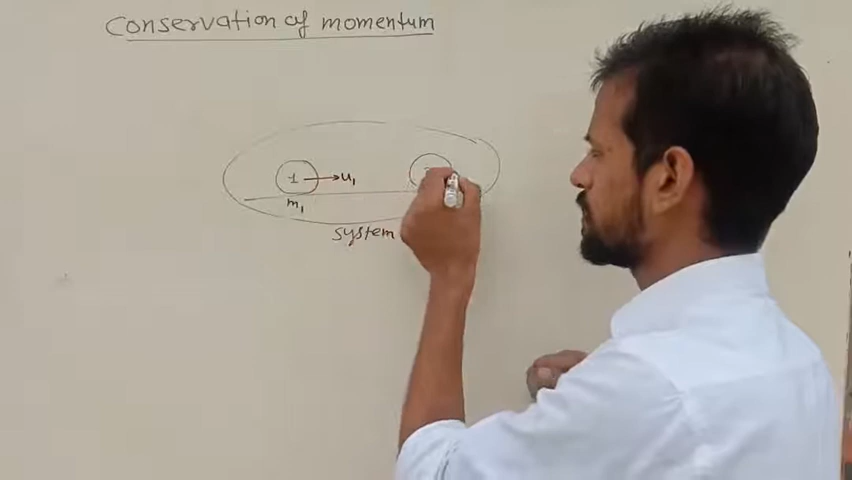 Conservation of momentum
1 u₁
m₁
system